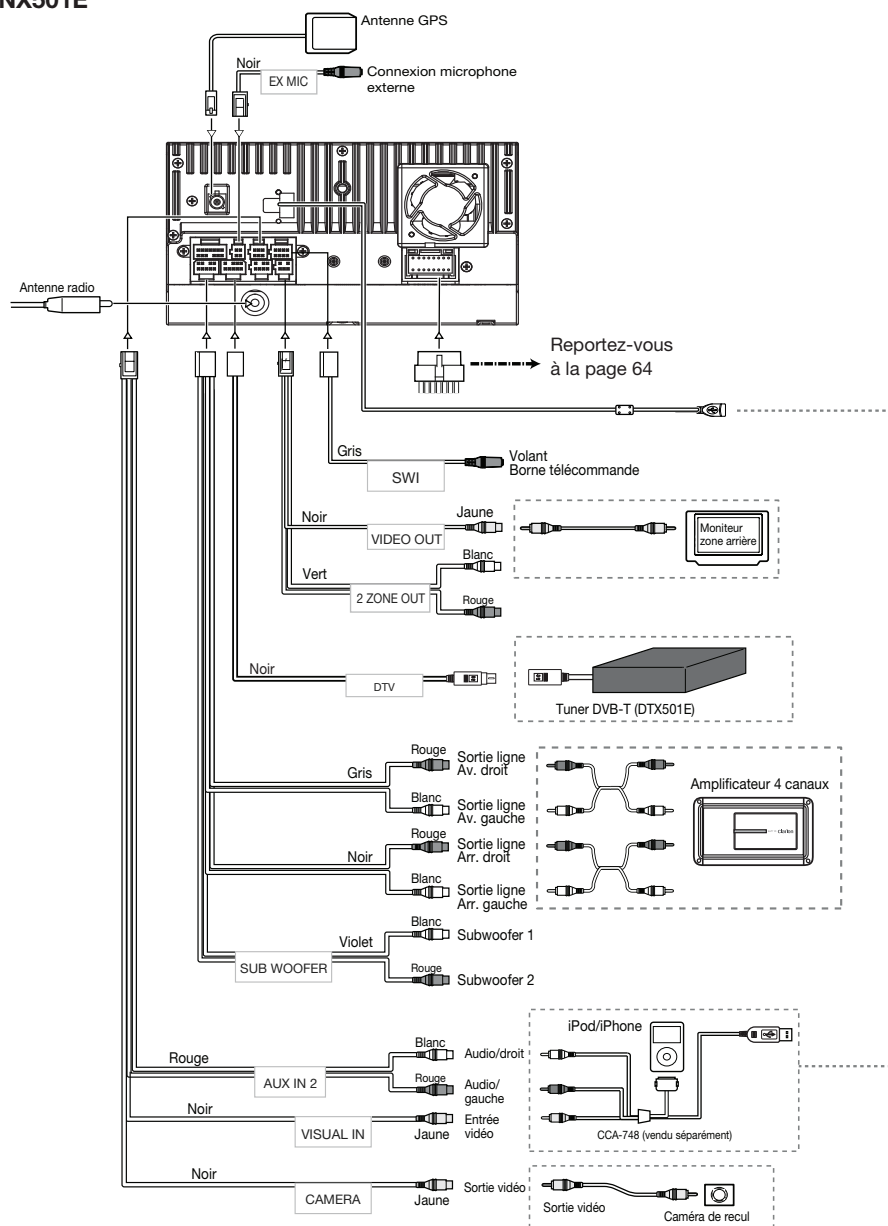 NX501E
Antenne GPS
Noir
EX MIC
Connexion microphone
externe
Antenne radio
Reportez-vous
à la page 64
Gris
SWI
Volant
Borne télécommande
Noir
VIDEO OUT
Jaune
Moniteur
zone arrière
Vert
2 ZONE OUT
Blanc
Rouge
Noir
DTV
Tuner DVB-T (DTX501E)
Gris
Rouge
Sortie ligne
Av. droit
Blanc
Sortie ligne
Av. gauche
Amplificateur 4 canaux
clarion
Noir
Rouge
Sortie ligne
Arr. droit
Blanc
Sortie ligne
Arr. gauche
Violet
SUB WOOFER
Blanc
Subwoofer 1
Rouge
Subwoofer 2
Rouge
AUX IN 2
Blanc
Audio/droit
Rouge
Audio/
gauche
iPod/iPhone
Noir
VISUAL IN
Jaune
Entrée
vidéo
CCA-748 (vendu séparément)
Noir
CAMERA
Jaune
Sortie vidéo
Sortie vidéo
Caméra de recul